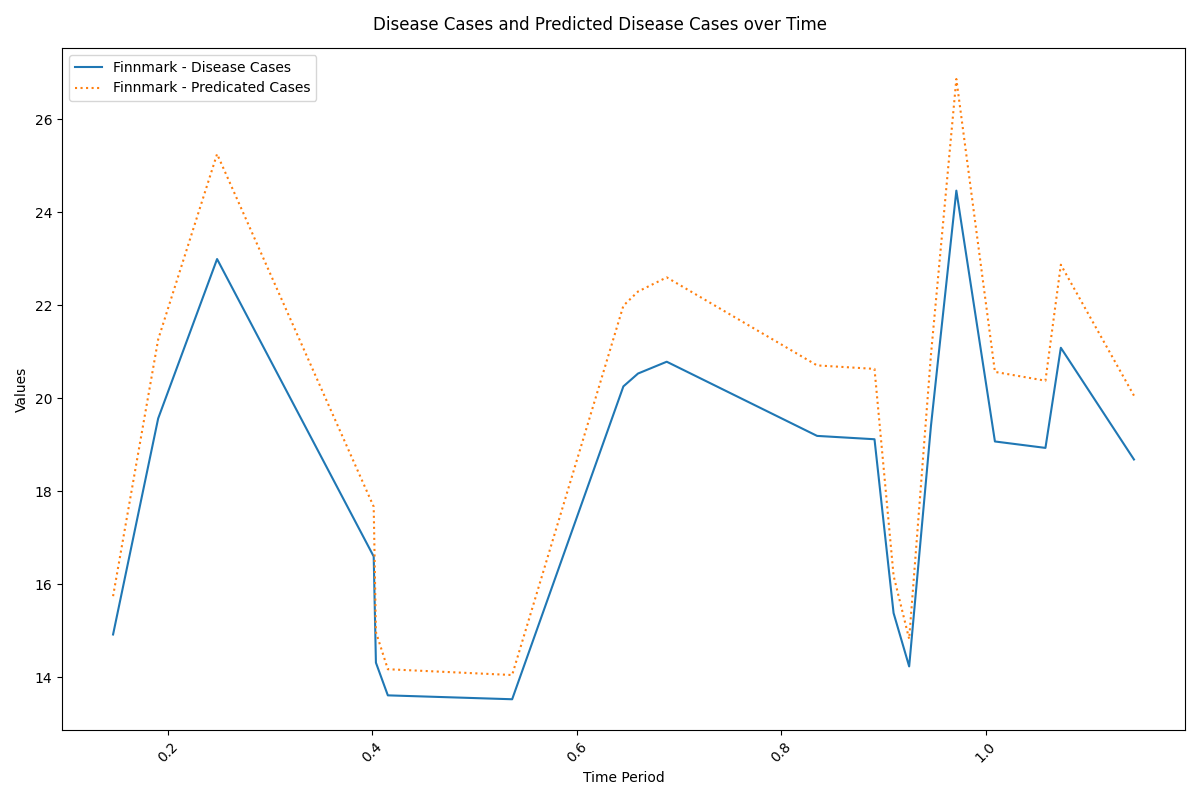 Disease Cases and Predicted Disease Cases over Time
Finnmark - Disease Cases
Finnmark - Predicated Cases
26
24
22
20
18
16
14
Values
0.2
0.4
0.6
0.8
1.0
Time Period